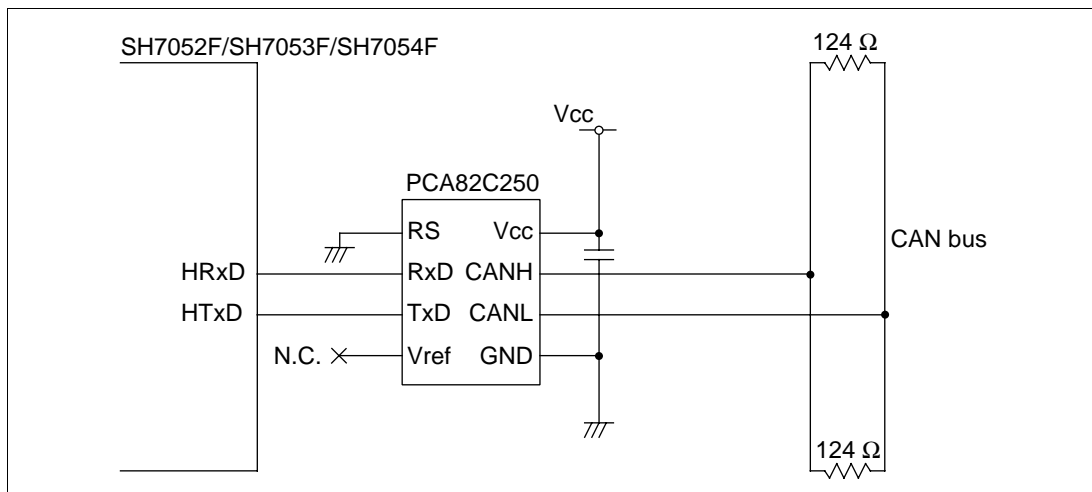 SH7052F/SH7053F/SH7054F
124 Ω
Vcc
PCA82C250
RS Vcc
CAN bus
HRxD RxD CANH
HTxD TxD CANL
N.C. Vref GND
124 Ω